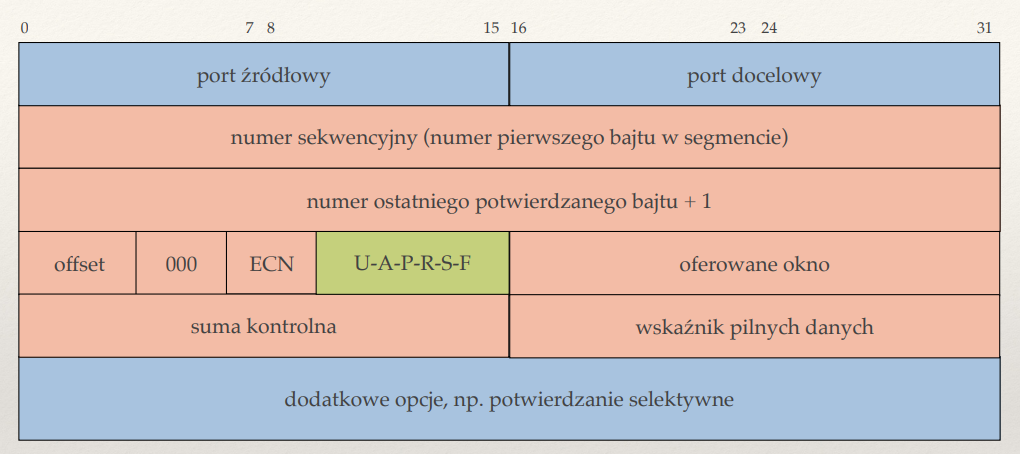 0 7 8 15 16 23 24 31
port źródłowy port docelowy
numer sekwencyjny (numer pierwszego bajtu w segmencie)
numer ostatniego potwierdzanego bajtu + 1
offset 000 ECN U-A-P-R-S-F oferowane okno
suma kontrolna wskaźnik pilnych danych
dodatkowe opcje, np. potwierdzanie selektywne